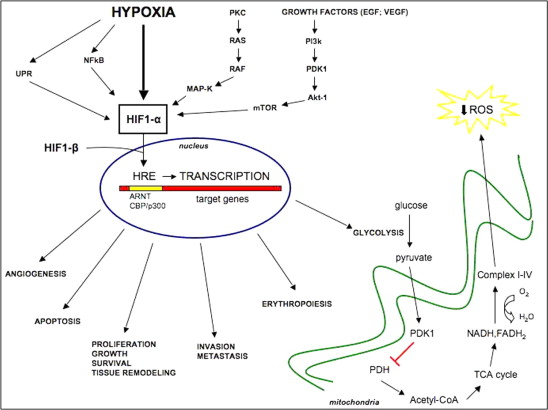 HYPOXIA
PKC
GROWTH FACTORS (EGF; VEGF)
RAS
PI3k
NFkB
UPR
RAF
PDK1
MAP-K
Akt-1
mTOR
HIF1-α
HIF1-β
nucleus
HRE → TRANSCRIPTION
ARNT
CBP/p300
target genes
ANGIOGENESIS
APOPTOSIS
PROLIFERATION
GROWTH
SURVIVAL
TISSUE REMODELING
INVASION
METASTASIS
ERYTHROPOIESIS
GLYCOLYSIS
glucose
pyruvate
PDK1
PDH
Acetyl-CoA
TCA cycle
NADH,FADH₂
O₂
H₂O
Complex I-IV
⬇ROS
mitochondria